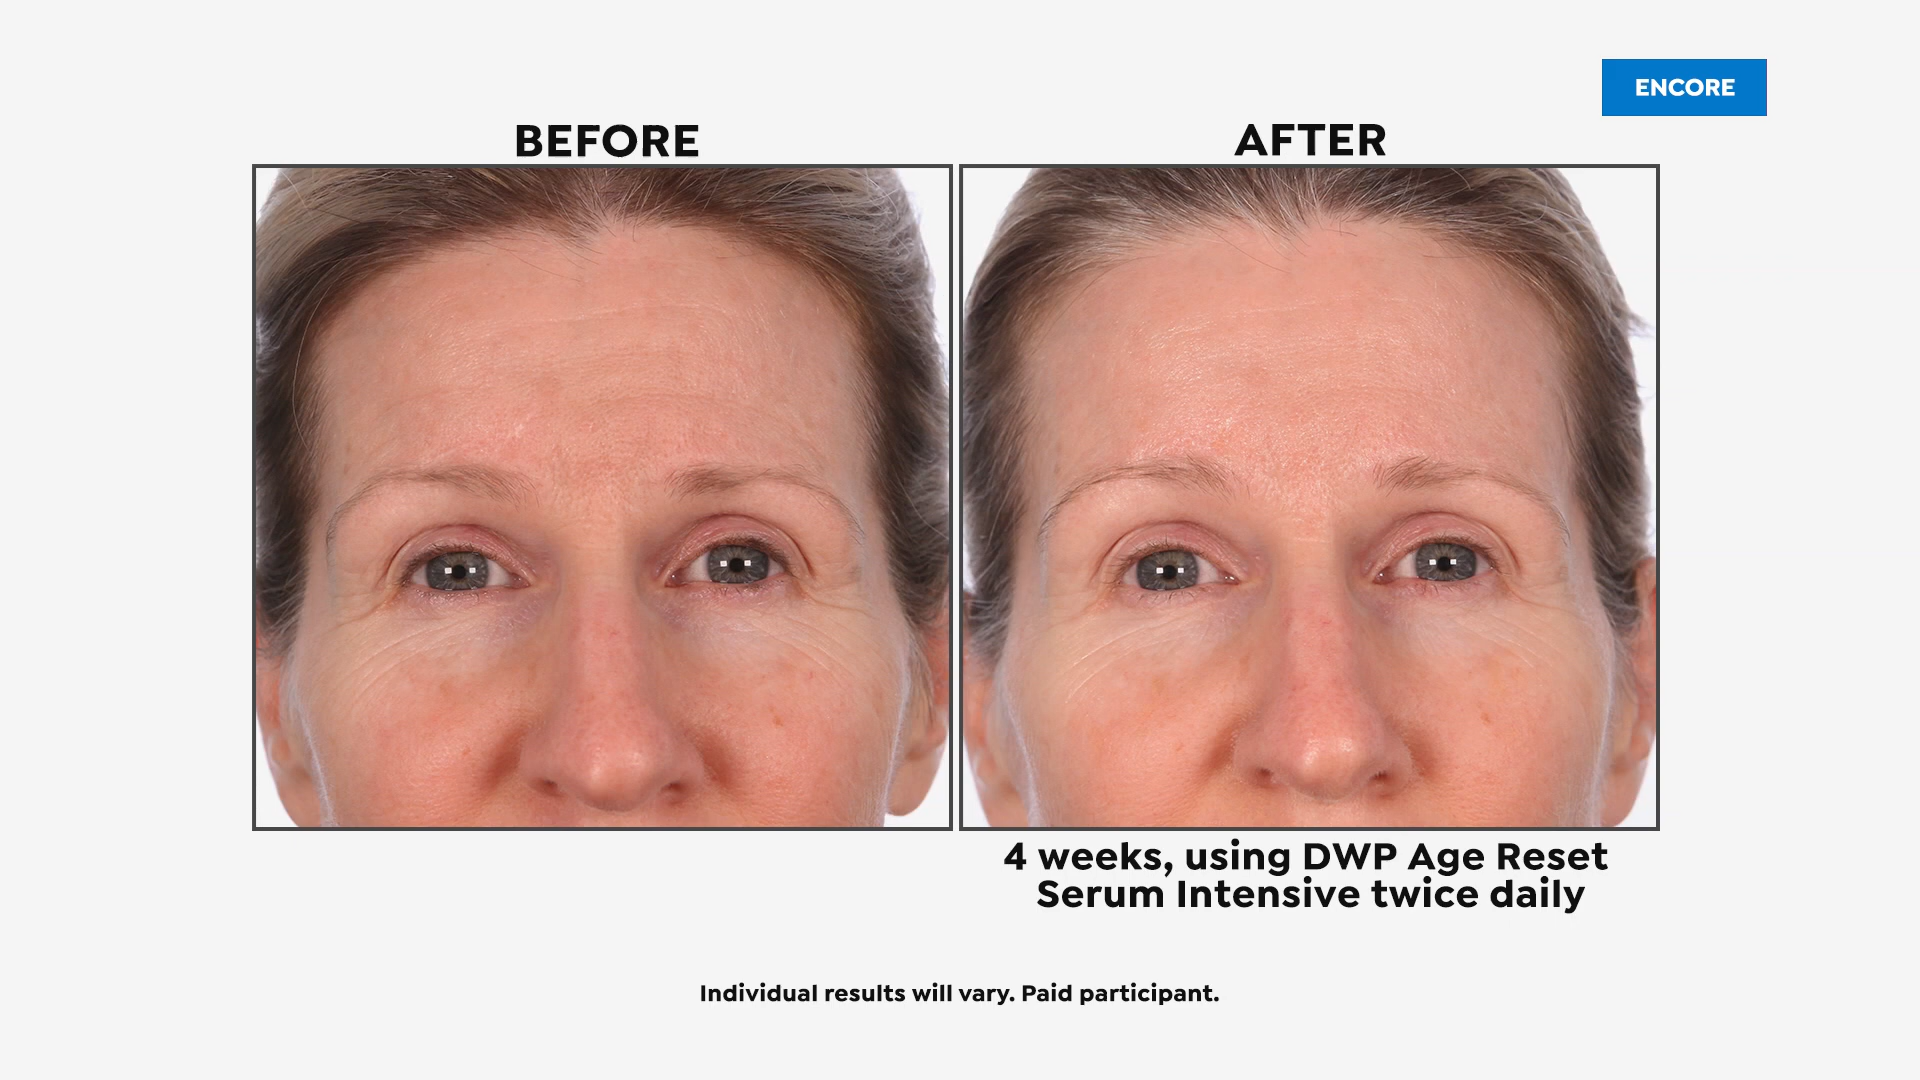 ENCORE
BEFORE
AFTER
4 weeks, using DWP Age Reset
Serum Intensive twice daily
Individual results will vary. Paid participant.